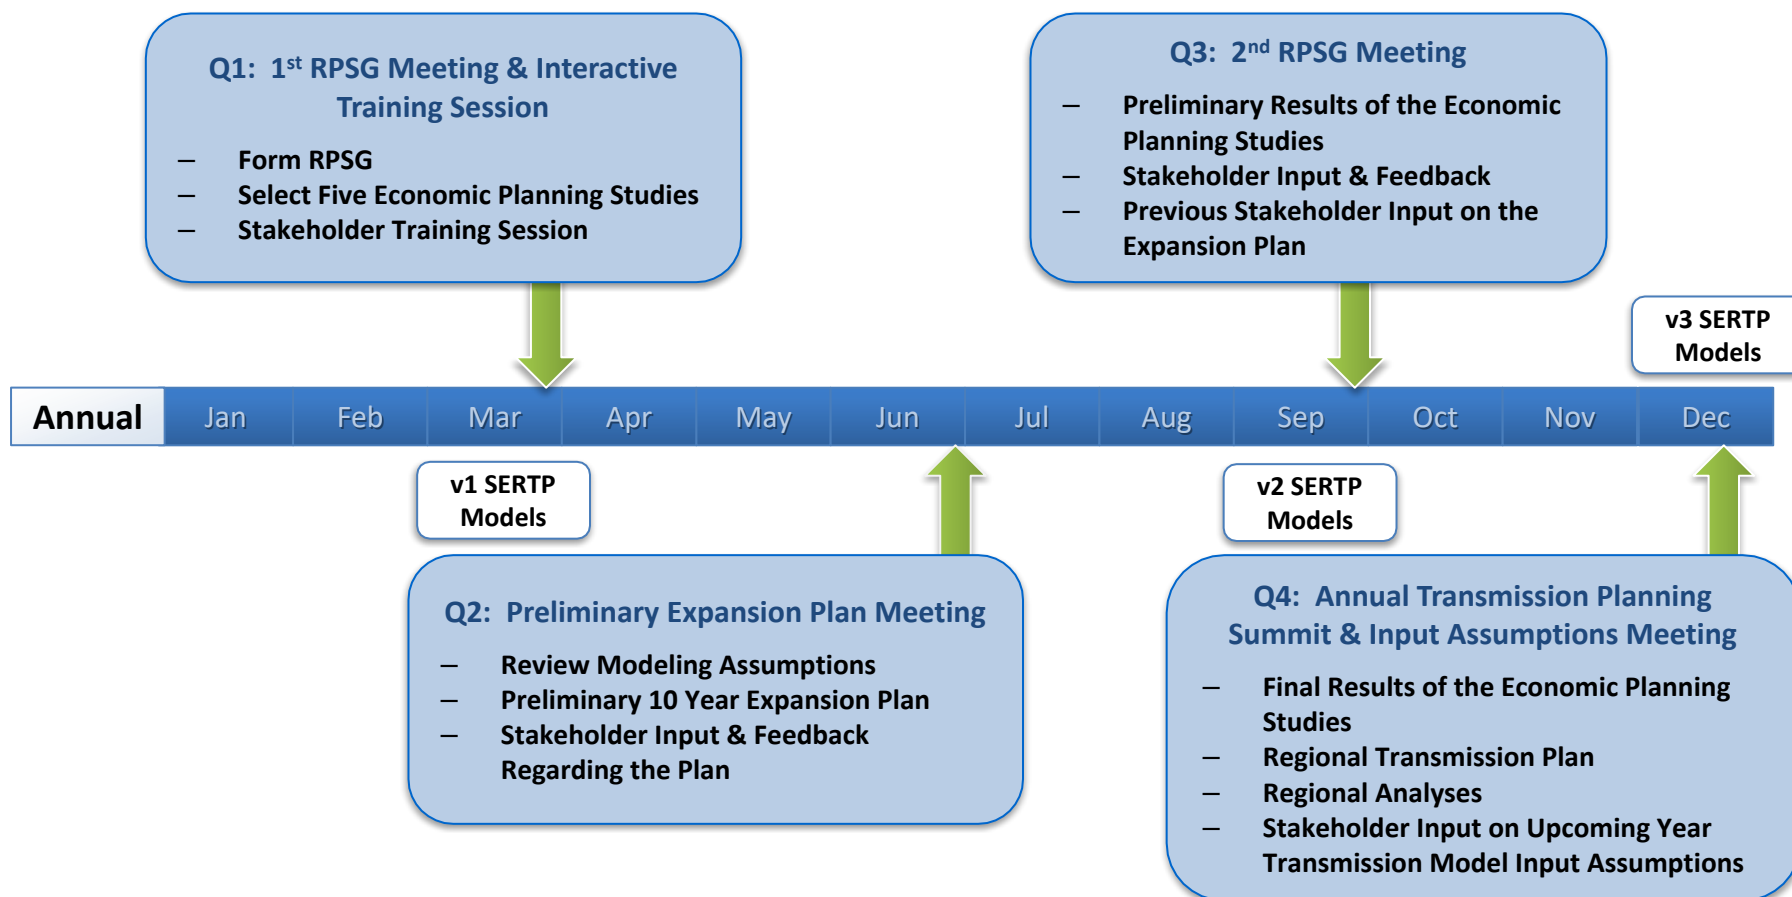 Q1: 1st RPSG Meeting & Interactive
Training Session
– Form RPSG
– Select Five Economic Planning Studies
– Stakeholder Training Session
Q3: 2nd RPSG Meeting
– Preliminary Results of the Economic
Planning Studies
– Stakeholder Input & Feedback
– Previous Stakeholder Input on the
Expansion Plan
v3 SERTP
Models
Annual Jan Feb Mar Apr May Jun Jul Aug Sep Oct Nov Dec
v1 SERTP
Models
v2 SERTP
Models
Q2: Preliminary Expansion Plan Meeting
– Review Modeling Assumptions
– Preliminary 10 Year Expansion Plan
– Stakeholder Input & Feedback
Regarding the Plan
Q4: Annual Transmission Planning
Summit & Input Assumptions Meeting
– Final Results of the Economic Planning
Studies
– Regional Transmission Plan
– Regional Analyses
– Stakeholder Input on Upcoming Year
Transmission Model Input Assumptions